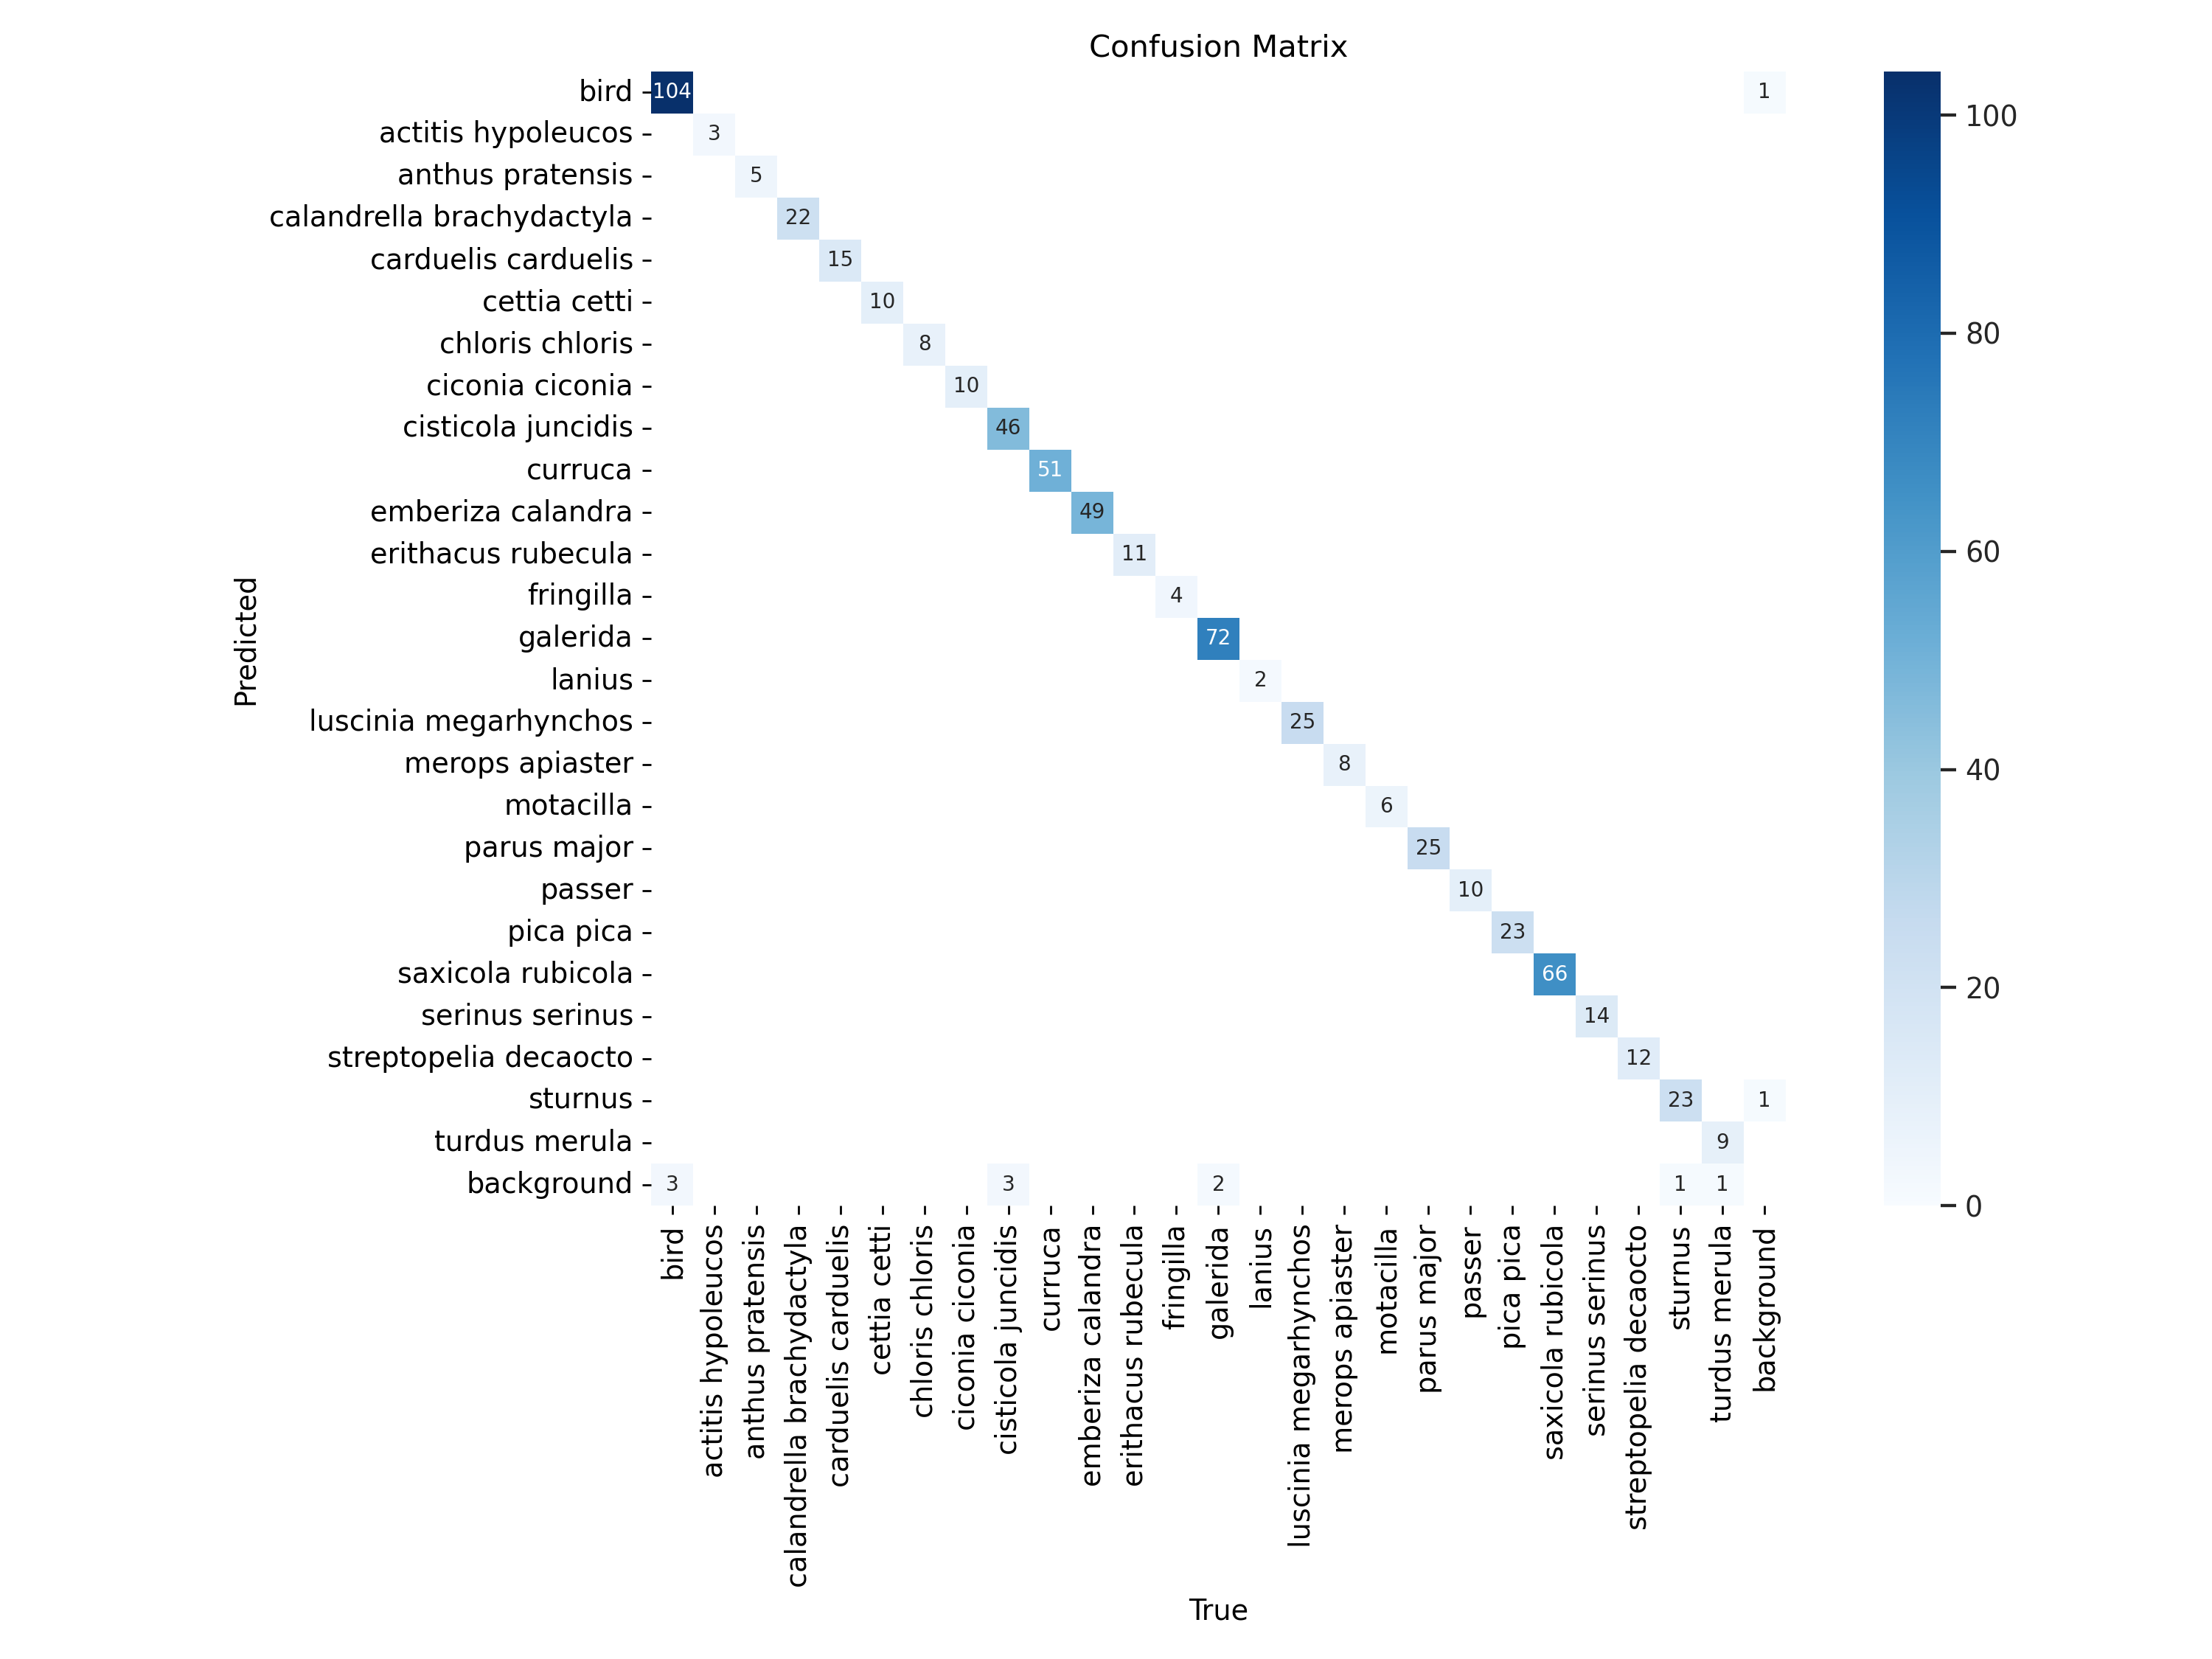 Confusion Matrix
bird 104 1
actitis hypoleucos 3
anthus pratensis 5
calandrella brachydactyla 22
carduelis carduelis 15
cettia cetti 10
chloris chloris 8
ciconia ciconia 10
cisticola juncidis 46
curruca 51
emberiza calandra 49
erithacus rubecula 11
fringilla 4
galerida 72
lanius 2
luscinia megarhynchos 25
merops apiaster 8
motacilla 6
parus major 25
passer 10
pica pica 23
saxicola rubicola 66
serinus serinus 14
streptopelia decaocto 12
sturnus 23 1
turdus merula 9
background 3 3 2 1 1
Predicted
bird
actitis hypoleucos
anthus pratensis
calandrella brachydactyla
carduelis carduelis
cettia cetti
chloris chloris
ciconia ciconia
cisticola juncidis
curruca
emberiza calandra
erithacus rubecula
fringilla
galerida
lanius
luscinia megarhynchos
merops apiaster
motacilla
parus major
passer
pica pica
saxicola rubicola
serinus serinus
streptopelia decaocto
sturnus
turdus merula
background
True
100
80
60
40
20
0